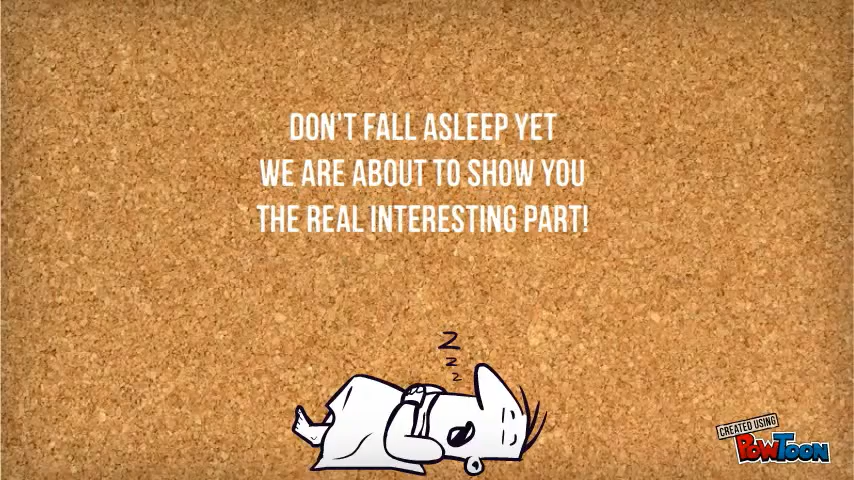 DON'T FALL ASLEEP YET
WE ARE ABOUT TO SHOW YOU
THE REAL INTERESTING PART!
Z
Z
Z
CREATED USING
POWTOON